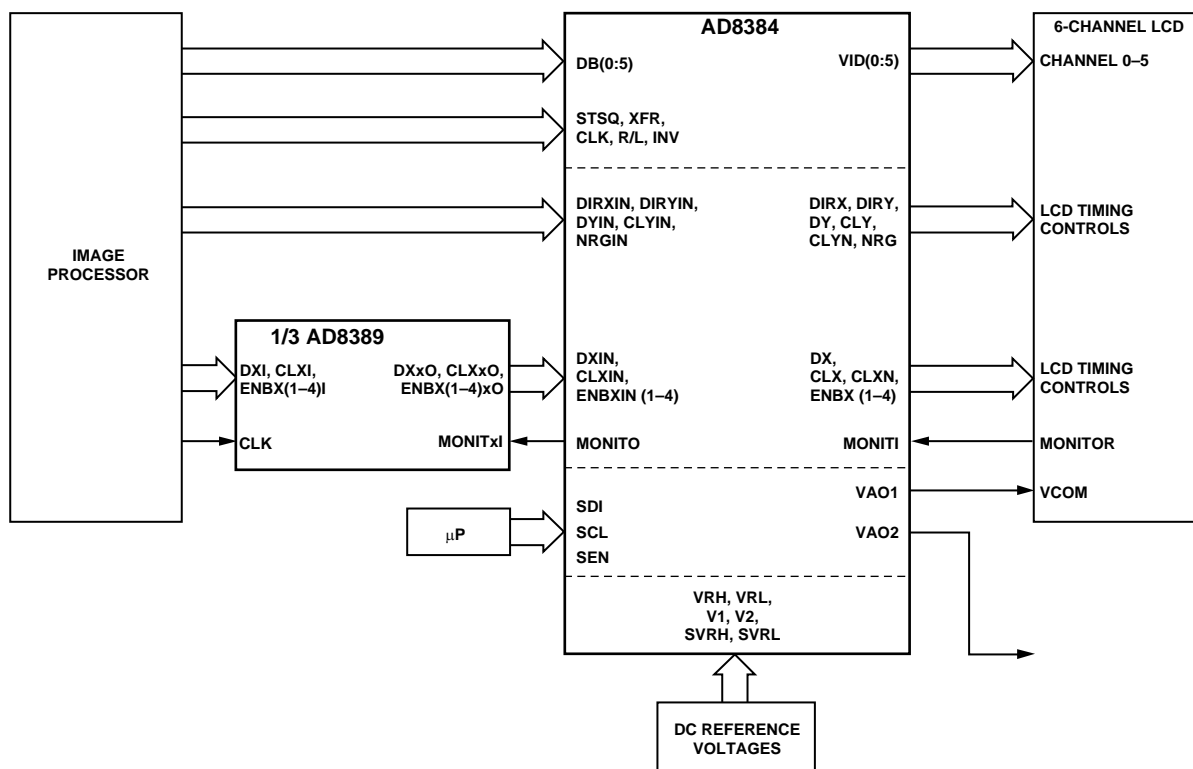 AD8384
6-CHANNEL LCD
DB(0:5)
VID(0:5)
CHANNEL 0–5
STSQ, XFR,
CLK, R/L, INV
DIRXIN, DIRYIN,
DYIN, CLYIN,
NRGIN
DIRX, DIRY,
DY, CLY,
CLYN, NRG
LCD TIMING
CONTROLS
IMAGE
PROCESSOR
1/3 AD8389
DXI, CLXI,
ENBX(1–4)I
DXxO, CLXxO,
ENBX(1–4)xO
DXIN,
CLXIN,
ENBXIN (1–4)
DX,
CLX, CLXN,
ENBX (1–4)
LCD TIMING
CONTROLS
CLK
MONITxI
MONITO
MONITI
MONITOR
VAO1
VCOM
SDI
SCL
SEN
µP
VAO2
VRH, VRL,
V1, V2,
SVRH, SVRL
DC REFERENCE
VOLTAGES